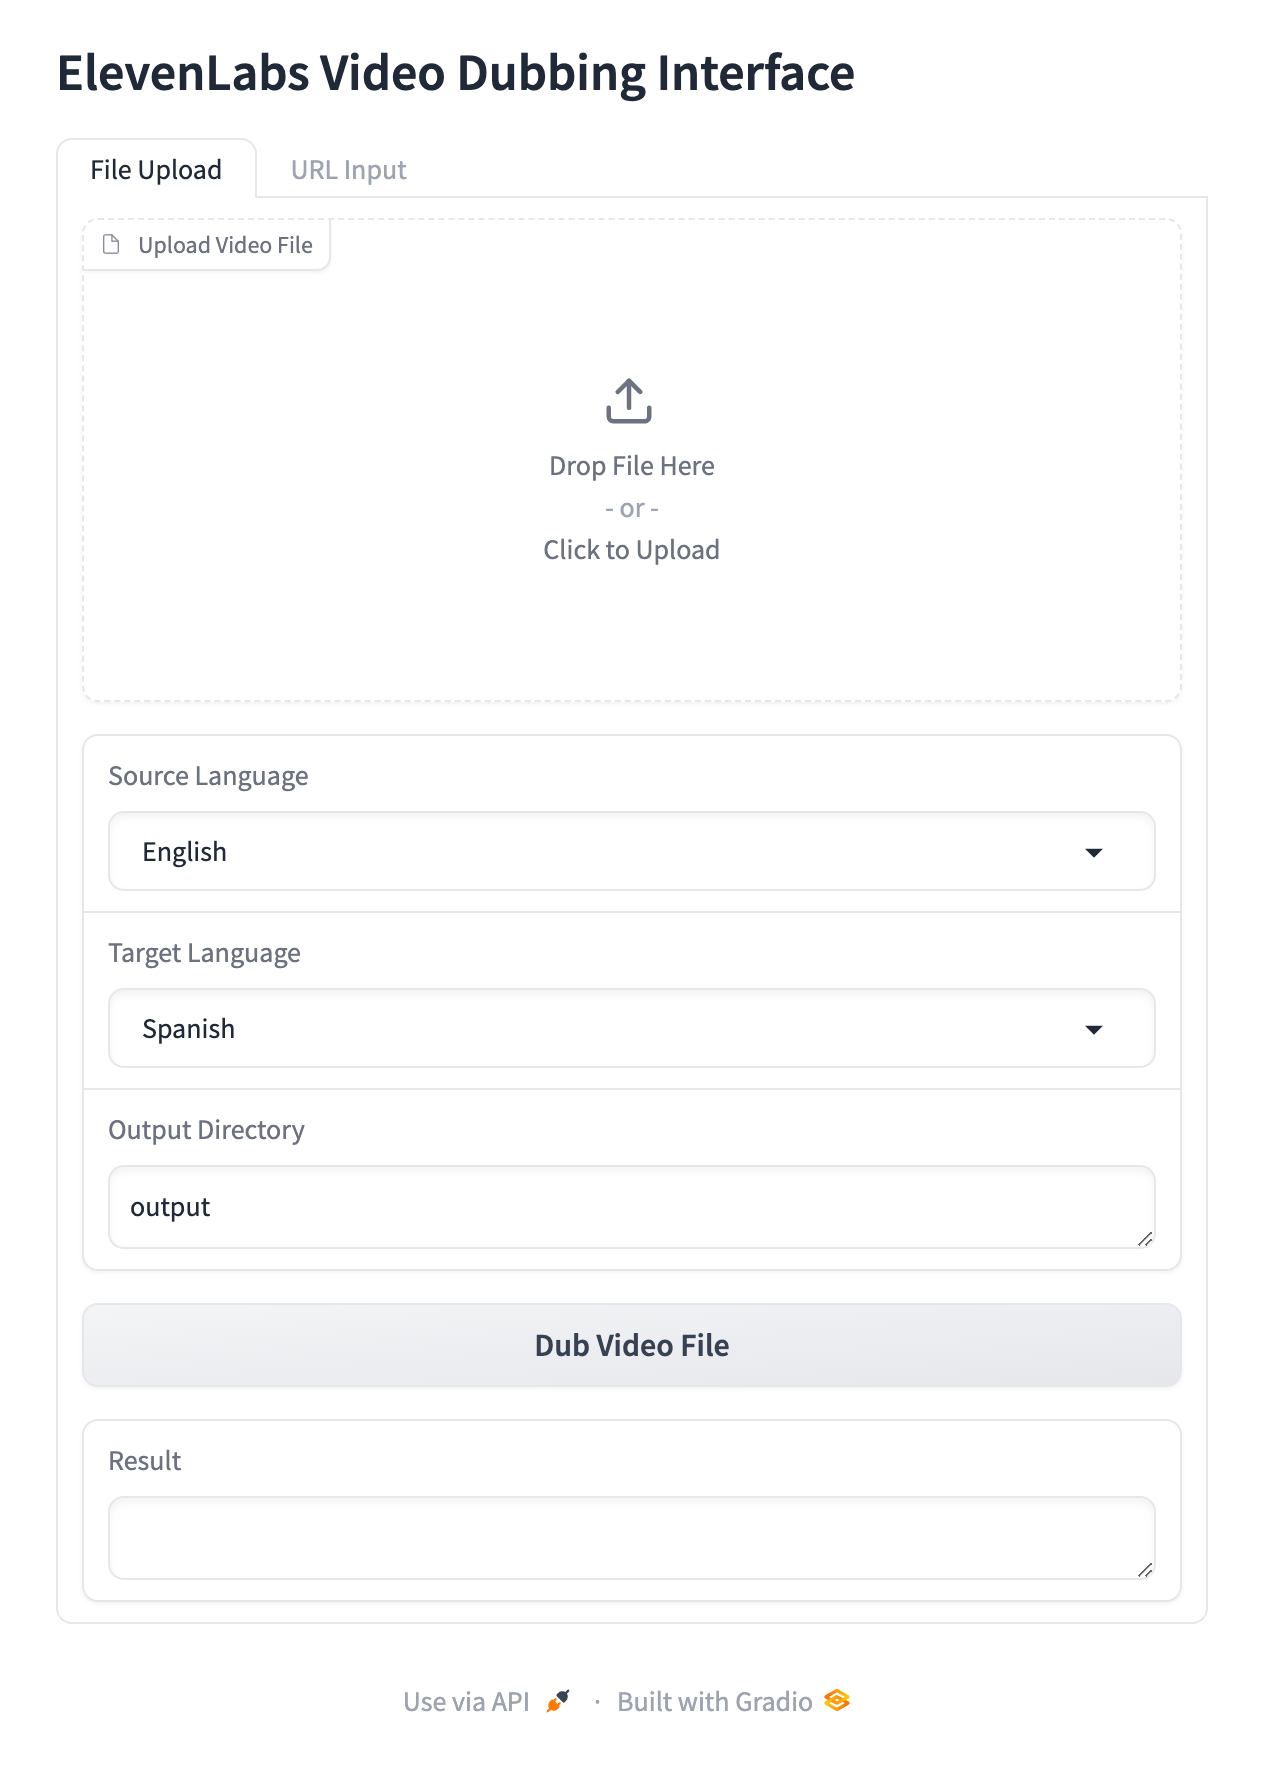 ElevenLabs Video Dubbing Interface
File Upload
URL Input
Upload Video File
Drop File Here
- or -
Click to Upload
Source Language
English
Target Language
Spanish
Output Directory
output
Dub Video File
Result
Use via API · Built with Gradio